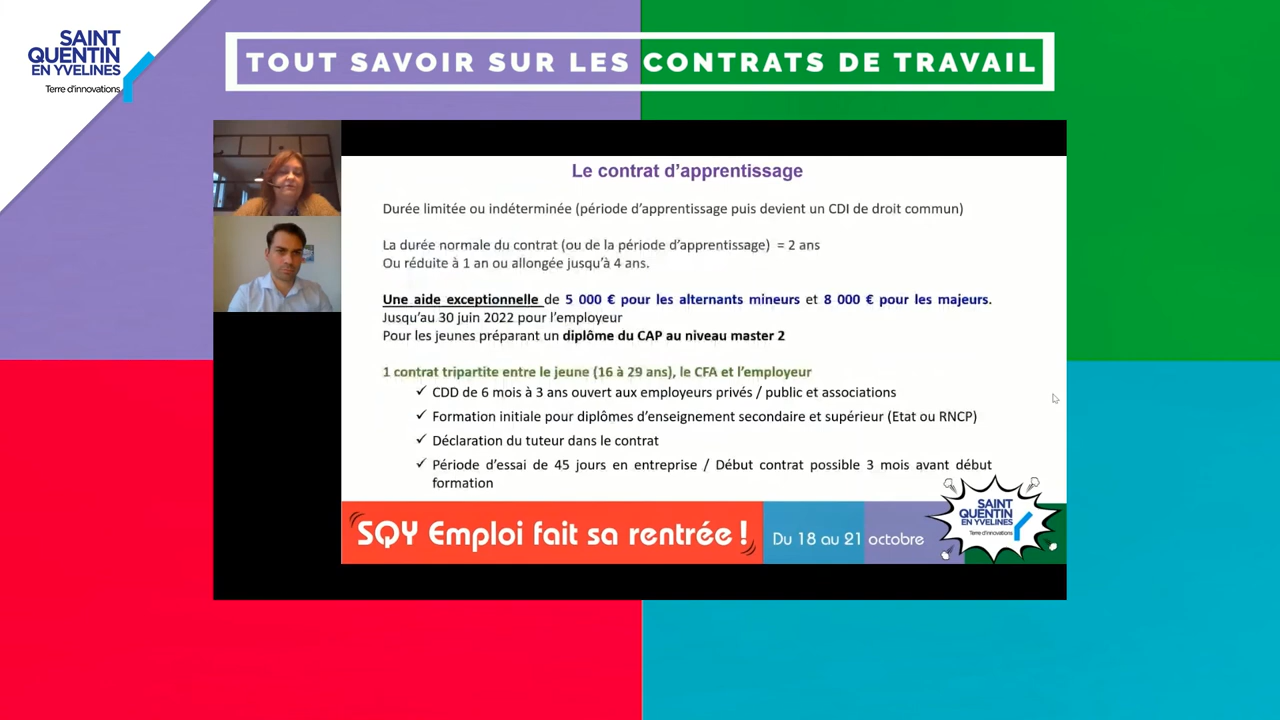 SAINT
QUENTIN
EN YVELINES
Terre d'innovations
TOUT SAVOIR SUR LES CONTRATS DE TRAVAIL
Le contrat d'apprentissage
Durée limitée ou indéterminée (période d'apprentissage puis devient un CDI de droit commun)
La durée normale du contrat (ou de la période d'apprentissage) = 2 ans
Ou réduite à 1 an ou allongée jusqu'à 4 ans.
Une aide exceptionnelle de 5 000 € pour les alternants mineurs et 8 000 € pour les majeurs.
Jusqu'au 30 juin 2022 pour l'employeur
Pour les jeunes préparant un diplôme du CAP au niveau master 2
1 contrat tripartite entre le jeune (16 à 29 ans), le CFA et l'employeur
✓ CDD de 6 mois à 3 ans ouvert aux employeurs privés / public et associations
✓ Formation initiale pour diplômes d'enseignement secondaire et supérieur (Etat ou RNCP)
✓ Déclaration du tuteur dans le contrat
✓ Période d'essai de 45 jours en entreprise / Début contrat possible 3 mois avant début
formation
SQY Emploi fait sa rentrée !
Du 18 au 21 octobre
SAINT
QUENTIN
EN YVELINES
Terre d'innovations